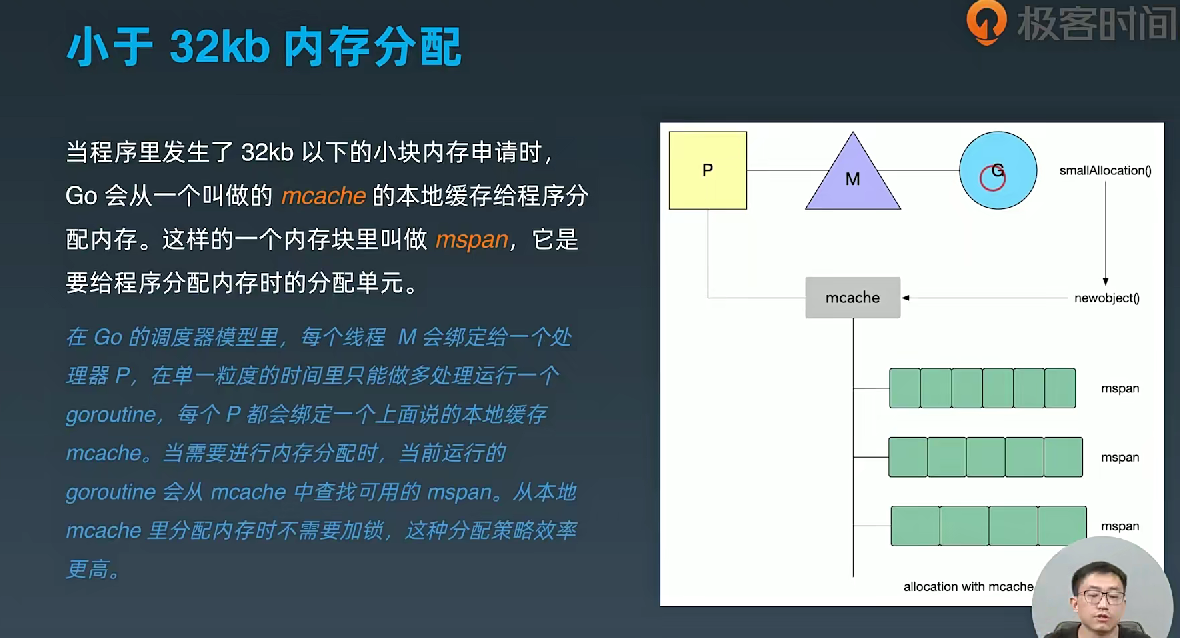 小于 32kb 内存分配
极客时间
当程序里发生了 32kb 以下的小块内存申请时，
Go 会从一个叫做的 mcache 的本地缓存给程序分
配内存。这样的一个内存块里叫做 mspan，它是
要给程序分配内存时的分配单元。
在 Go 的调度器模型里，每个线程 M 会绑定给一个处
理器 P，在单一粒度的时间里只能做多处理运行一个
goroutine，每个 P 都会绑定一个上面说的本地缓存
mcache。当需要进行内存分配时，当前运行的
goroutine 会从 mcache 中查找可用的 mspan。从本地
mcache 里分配内存时不需要加锁，这种分配策略效率
更高。
P
M
G
smallAllocation()
mcache
newobject()
mspan
mspan
mspan
allocation with mcache